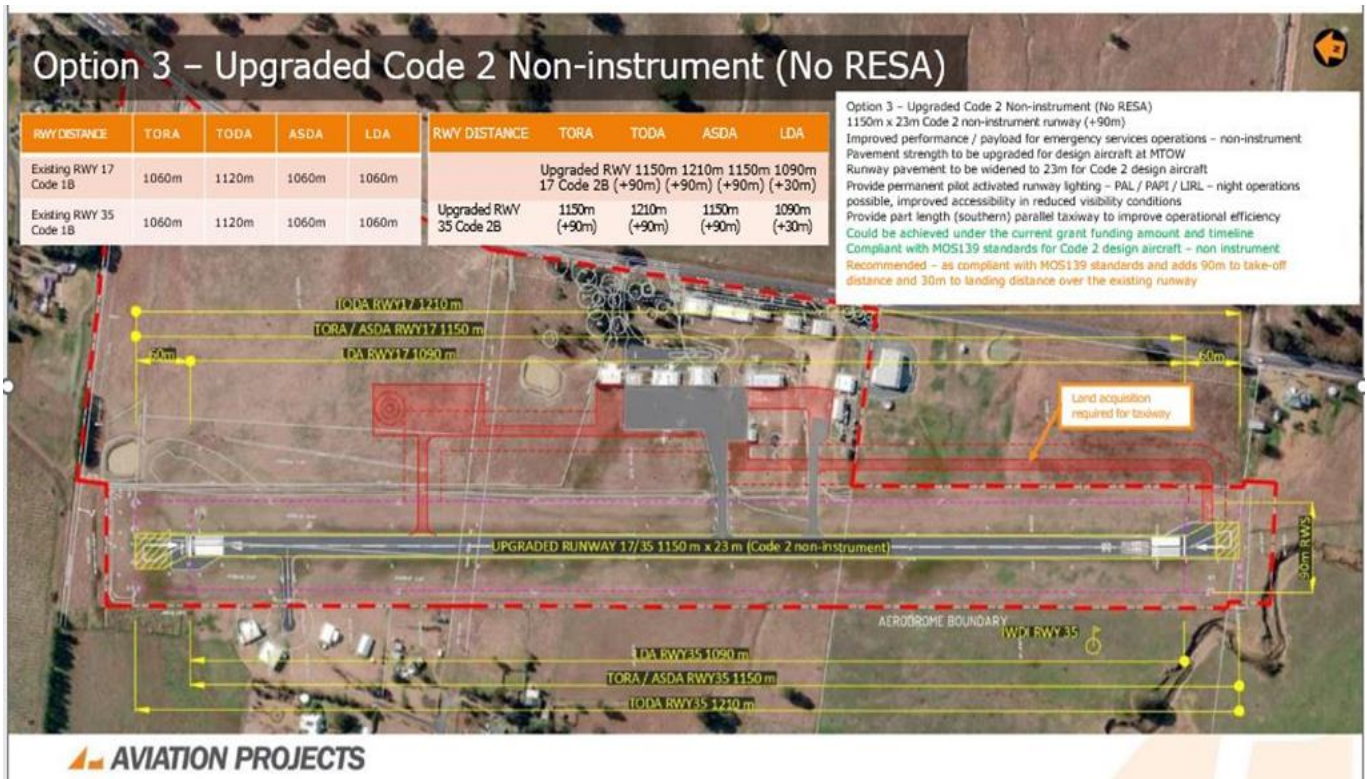 Option 3 – Upgraded Code 2 Non-instrument (No RESA)
RWY DISTANCE TORA TODA ASDA LDA
Existing RWY 17 Code 1B 1060m 1120m 1060m 1060m
Existing RWY 35 Code 1B 1060m 1120m 1060m 1060m
RWY DISTANCE TORA TODA ASDA LDA
Upgraded RWY 1150m 1210m 1150m 1090m
17 Code 2B (+90m) (+90m) (+90m) (+30m)
Upgraded RWY 1150m 1210m 1150m 1090m
35 Code 2B (+90m) (+90m) (+90m) (+30m)
Option 3 – Upgraded Code 2 Non-instrument (No RESA)
1150m x 23m Code 2 non-instrument runway (+90m)
Improved performance / payload for emergency services operations – non-instrument
Pavement strength to be upgraded for design aircraft at MTOW
Runway pavement to be widened to 23m for Code 2 design aircraft
Provide permanent pilot activated runway lighting – PAL / PAPI / LIRL – night operations
possible, improved accessibility in reduced visibility conditions
Provide part length (southern) parallel taxiway to improve operational efficiency
Could be achieved under the current grant funding amount and timeline
Compliant with MOS139 standards for Code 2 design aircraft – non instrument
Recommended – as compliant with MOS139 standards and adds 90m to take-off
distance and 30m to landing distance over the existing runway
TODA RWY17 1210 m
TORA / ASDA RWY17 1150 m
60m
LDA RWY17 1090 m
60m
Land acquisition
required for taxiway
UPGRADED RUNWAY 17/35 1150 m x 23 m (Code 2 non-instrument)
90m RWS
AERODROME BOUNDARY
IWDI RWY 35
LDA RWY35 1090 m
TORA / ASDA RWY35 1150 m
TODA RWY35 1210 m
AVIATION PROJECTS